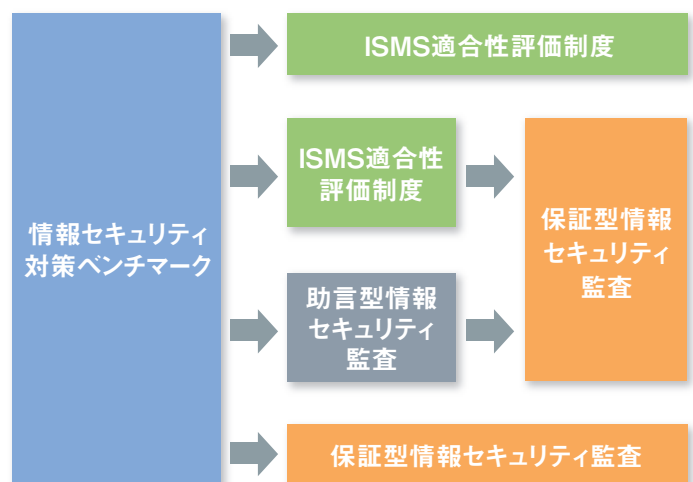 情報セキュリティ
対策ベンチマーク
ISMS適合性評価制度
ISMS適合性
評価制度
助言型情報
セキュリティ
監査
保証型情報
セキュリティ
監査
保証型情報セキュリティ監査